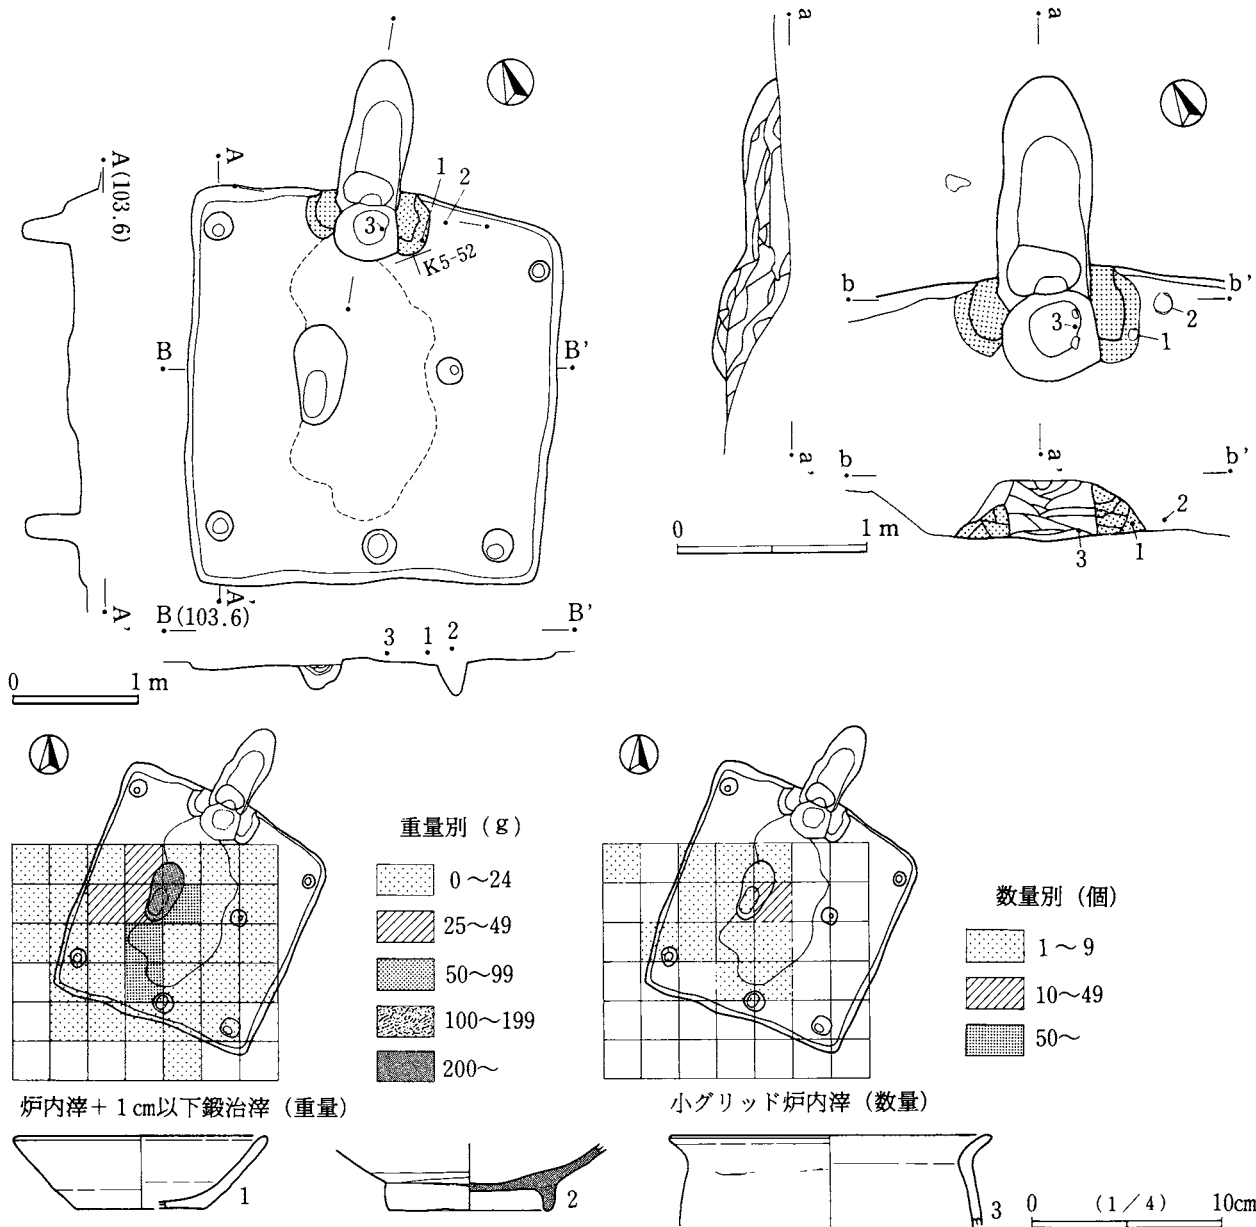 A
1
2
3
K5-52
A(103.6)
B
B'
A'
A'
B(103.6)
B'
3 1 2
0 1m
a
a
b
b'
3
2
1
a'
a'
b
b'
2
3
1
0 1m
重量別 (g)
0~24
25~49
50~99
100~199
200~
数量別 (個)
1~9
10~49
50~
炉内滓+1cm以下鍛冶滓 (重量)
小グリッド炉内滓 (数量)
1
2
3
0 (1/4) 10cm